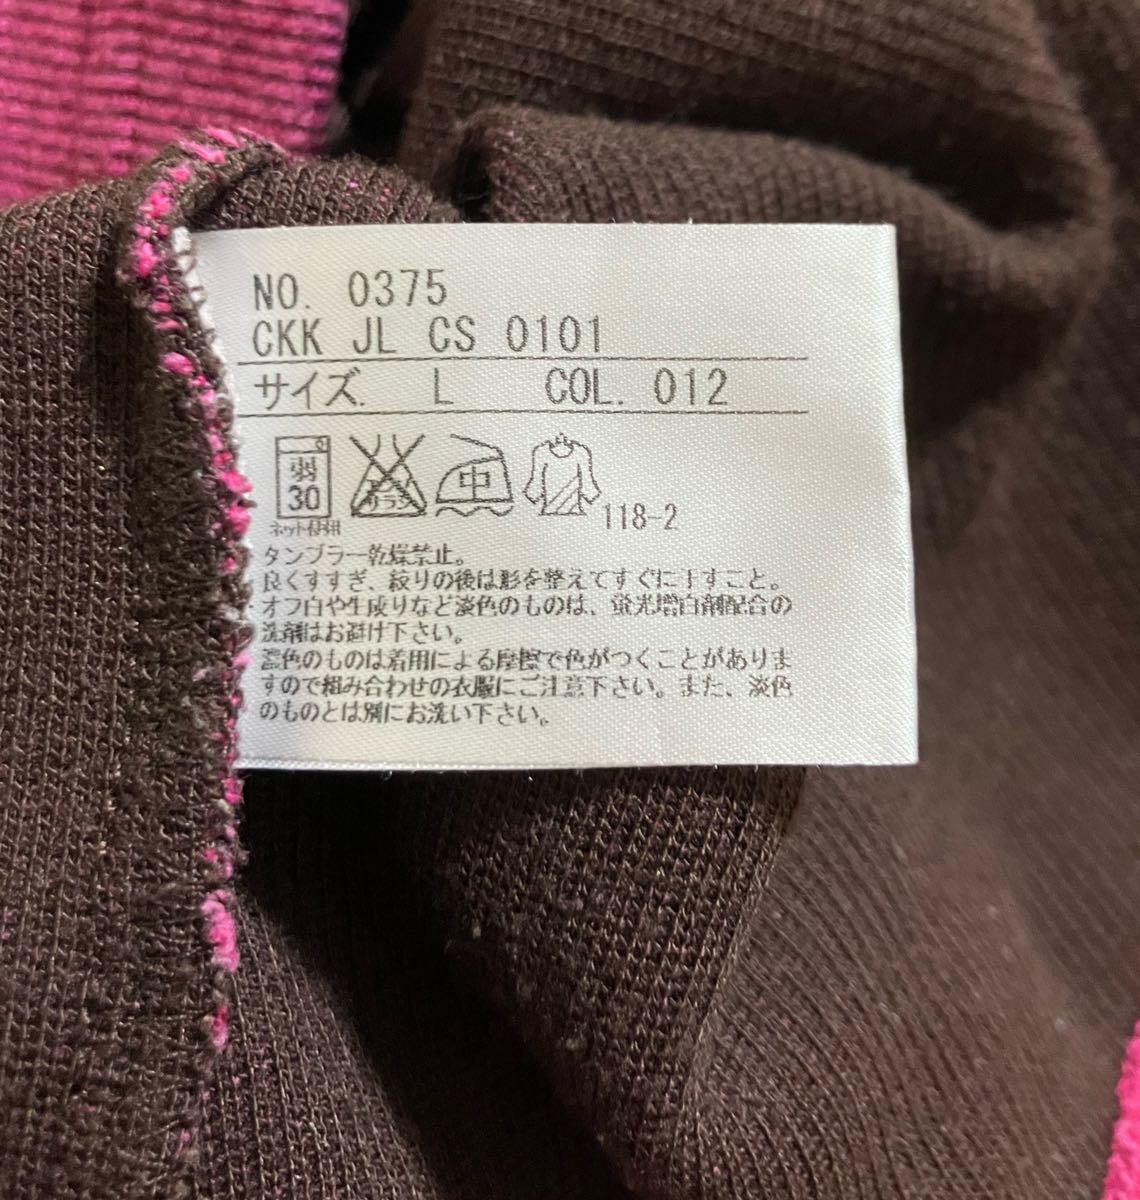 NO. 0375
CKK JL CS 0101
サイズ. L COL. 012
弱 30
エンソサラシ
中
118-2
ネット使用
タンブラー乾燥禁止。
良くすすぎ、絞りの後は形を整えてすぐに干すこと。
・オフ白や生成りなど淡色のものは、蛍光増白剤配合の
洗剤はお避け下さい。
濃色のものは着用による摩擦で色がつくことがありま
すので組み合わせの衣服にご注意下さい。また、淡色
のものとは別にお洗い下さい。